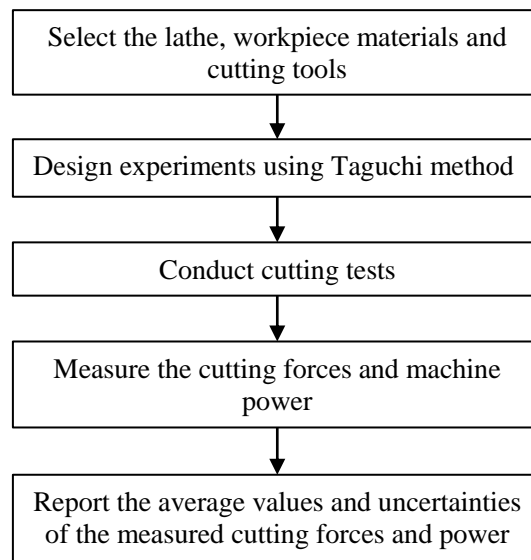 Select the lathe, workpiece materials and
cutting tools
Design experiments using Taguchi method
Conduct cutting tests
Measure the cutting forces and machine
power
Report the average values and uncertainties
of the measured cutting forces and power